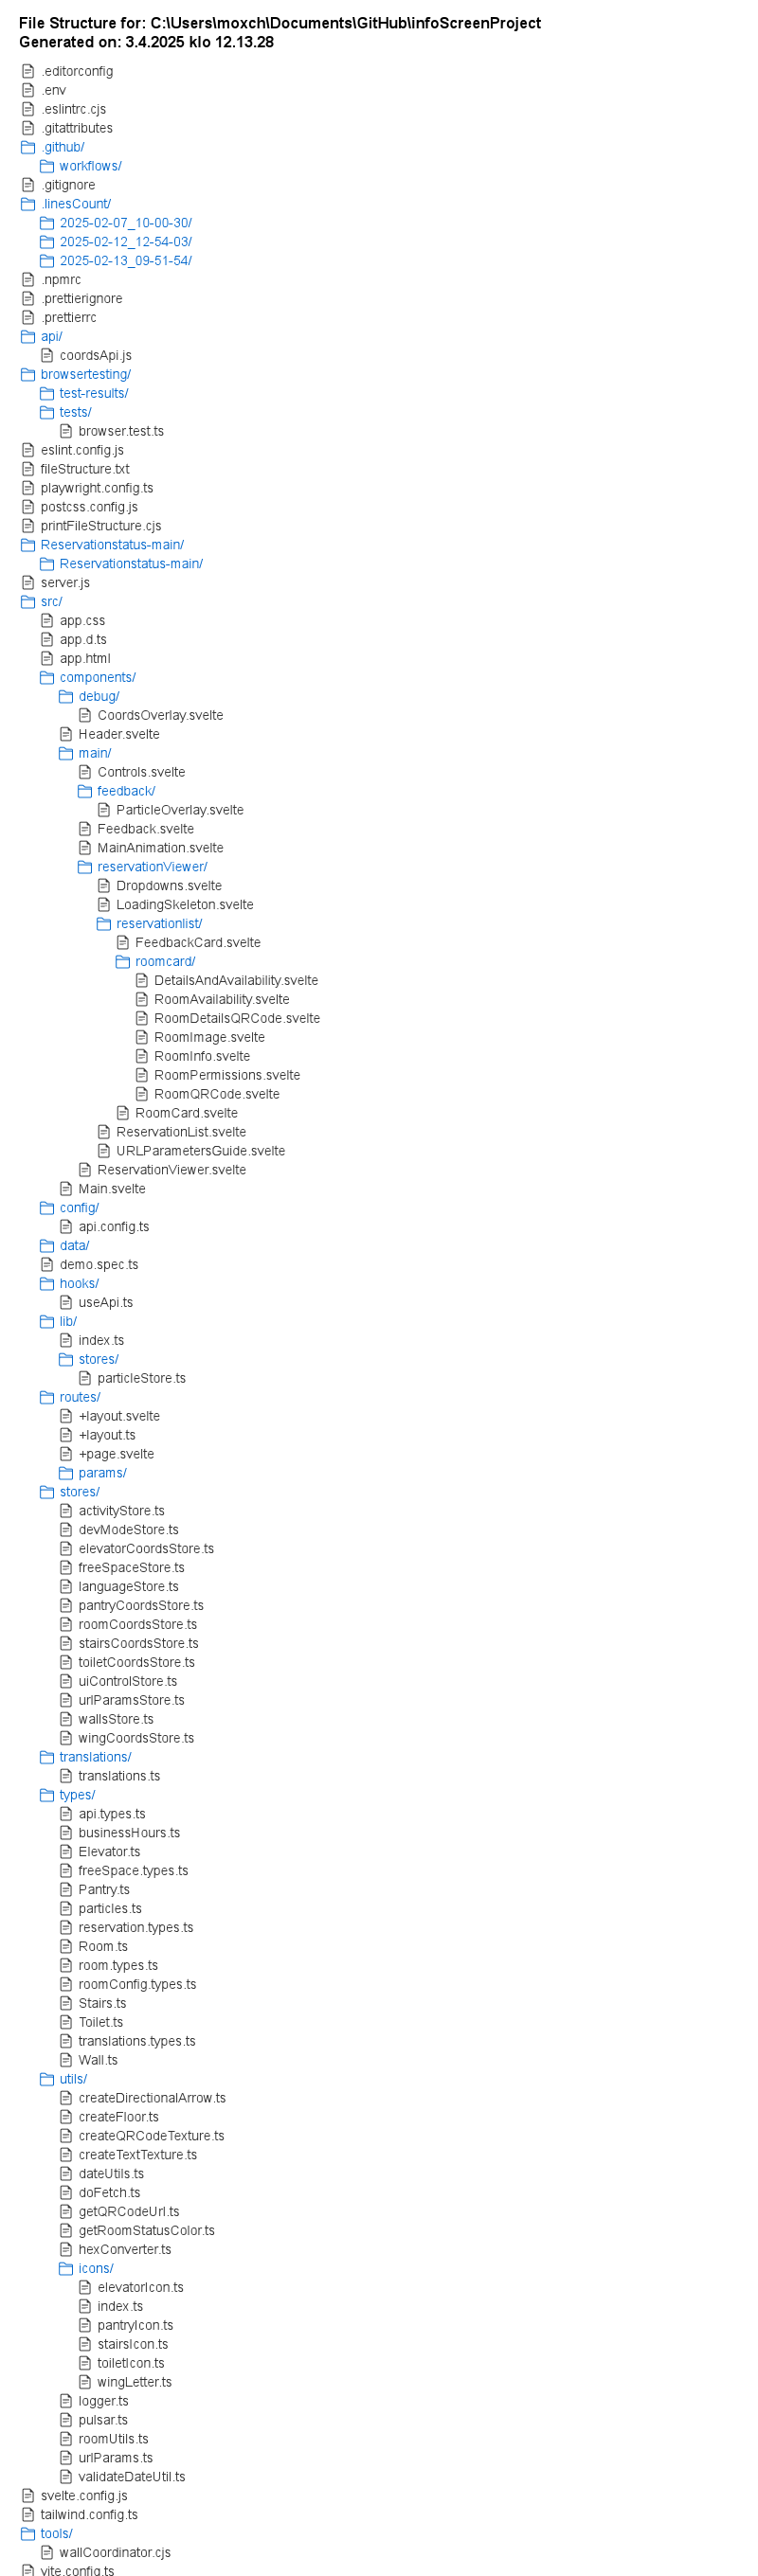 File Structure for: C:\Users\moxch\Documents\GitHub\infoScreenProject
Generated on: 3.4.2025 klo 12.13.28
.editorconfig
.env
.eslintrc.cjs
.gitattributes
.github/
workflows/
.gitignore
.linesCount/
2025-02-07_10-00-30/
2025-02-12_12-54-03/
2025-02-13_09-51-54/
.npmrc
.prettierignore
.prettierrc
api/
coordsApi.js
browsertesting/
test-results/
tests/
browser.test.ts
eslint.config.js
fileStructure.txt
playwright.config.ts
postcss.config.js
printFileStructure.cjs
Reservationstatus-main/
Reservationstatus-main/
server.js
src/
app.css
app.d.ts
app.html
components/
debug/
CoordsOverlay.svelte
Header.svelte
main/
Controls.svelte
feedback/
ParticleOverlay.svelte
Feedback.svelte
MainAnimation.svelte
reservationViewer/
Dropdowns.svelte
LoadingSkeleton.svelte
reservationlist/
FeedbackCard.svelte
roomcard/
DetailsAndAvailability.svelte
RoomAvailability.svelte
RoomDetailsQRCode.svelte
RoomImage.svelte
RoomInfo.svelte
RoomPermissions.svelte
RoomQRCode.svelte
RoomCard.svelte
ReservationList.svelte
URLParametersGuide.svelte
ReservationViewer.svelte
Main.svelte
config/
api.config.ts
data/
demo.spec.ts
hooks/
useApi.ts
lib/
index.ts
stores/
particleStore.ts
routes/
+layout.svelte
+layout.ts
+page.svelte
params/
stores/
activityStore.ts
devModeStore.ts
elevatorCoordsStore.ts
freeSpaceStore.ts
languageStore.ts
pantryCoordsStore.ts
roomCoordsStore.ts
stairsCoordsStore.ts
toiletCoordsStore.ts
uiControlStore.ts
urlParamsStore.ts
wallsStore.ts
wingCoordsStore.ts
translations/
translations.ts
types/
api.types.ts
businessHours.ts
Elevator.ts
freeSpace.types.ts
Pantry.ts
particles.ts
reservation.types.ts
Room.ts
room.types.ts
roomConfig.types.ts
Stairs.ts
Toilet.ts
translations.types.ts
Wall.ts
utils/
createDirectionalArrow.ts
createFloor.ts
createQRCodeTexture.ts
createTextTexture.ts
dateUtils.ts
doFetch.ts
getQRCodeUrl.ts
getRoomStatusColor.ts
hexConverter.ts
icons/
elevatorIcon.ts
index.ts
pantryIcon.ts
stairsIcon.ts
toiletIcon.ts
wingLetter.ts
logger.ts
pulsar.ts
roomUtils.ts
urlParams.ts
validateDateUtil.ts
svelte.config.js
tailwind.config.ts
tools/
wallCoordinator.cjs
vite.config.ts